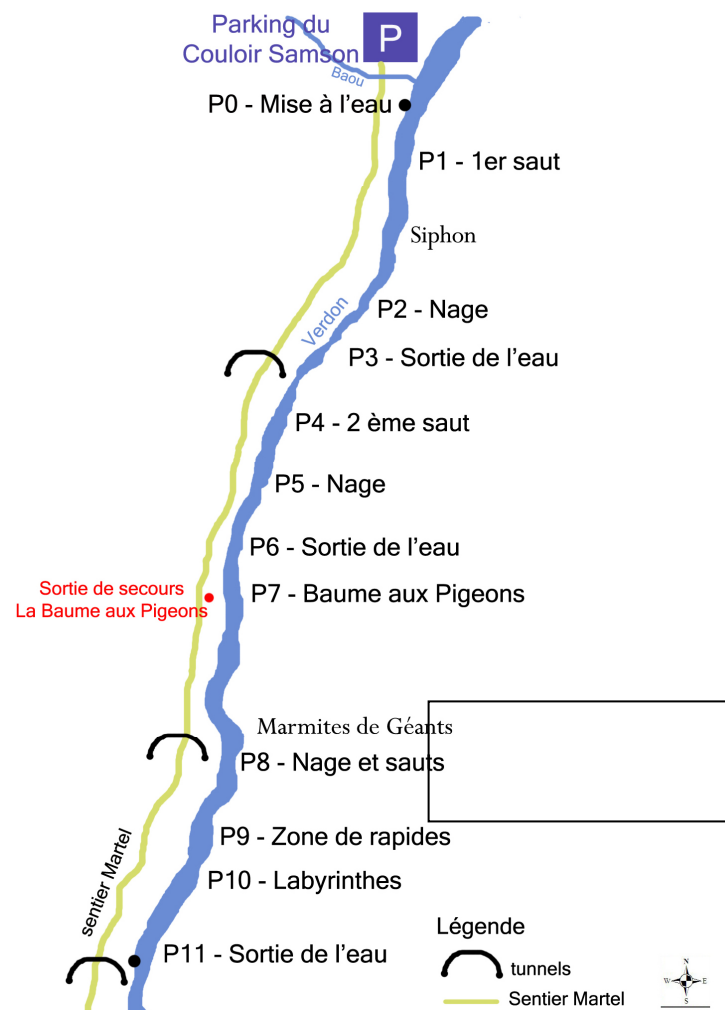 Parking du
Couloir Samson
P
Baou
P0 - Mise à l'eau
P1 - 1er saut
Siphon
Verdon
P2 - Nage
P3 - Sortie de l'eau
P4 - 2 ème saut
P5 - Nage
P6 - Sortie de l'eau
Sortie de secours
La Baume aux Pigeons
P7 - Baume aux Pigeons
Marmites de Géants
P8 - Nage et sauts
P9 - Zone de rapides
sentier Martel
P10 - Labyrinthes
P11 - Sortie de l'eau
Légende
tunnels
Sentier Martel
N
W
E
S